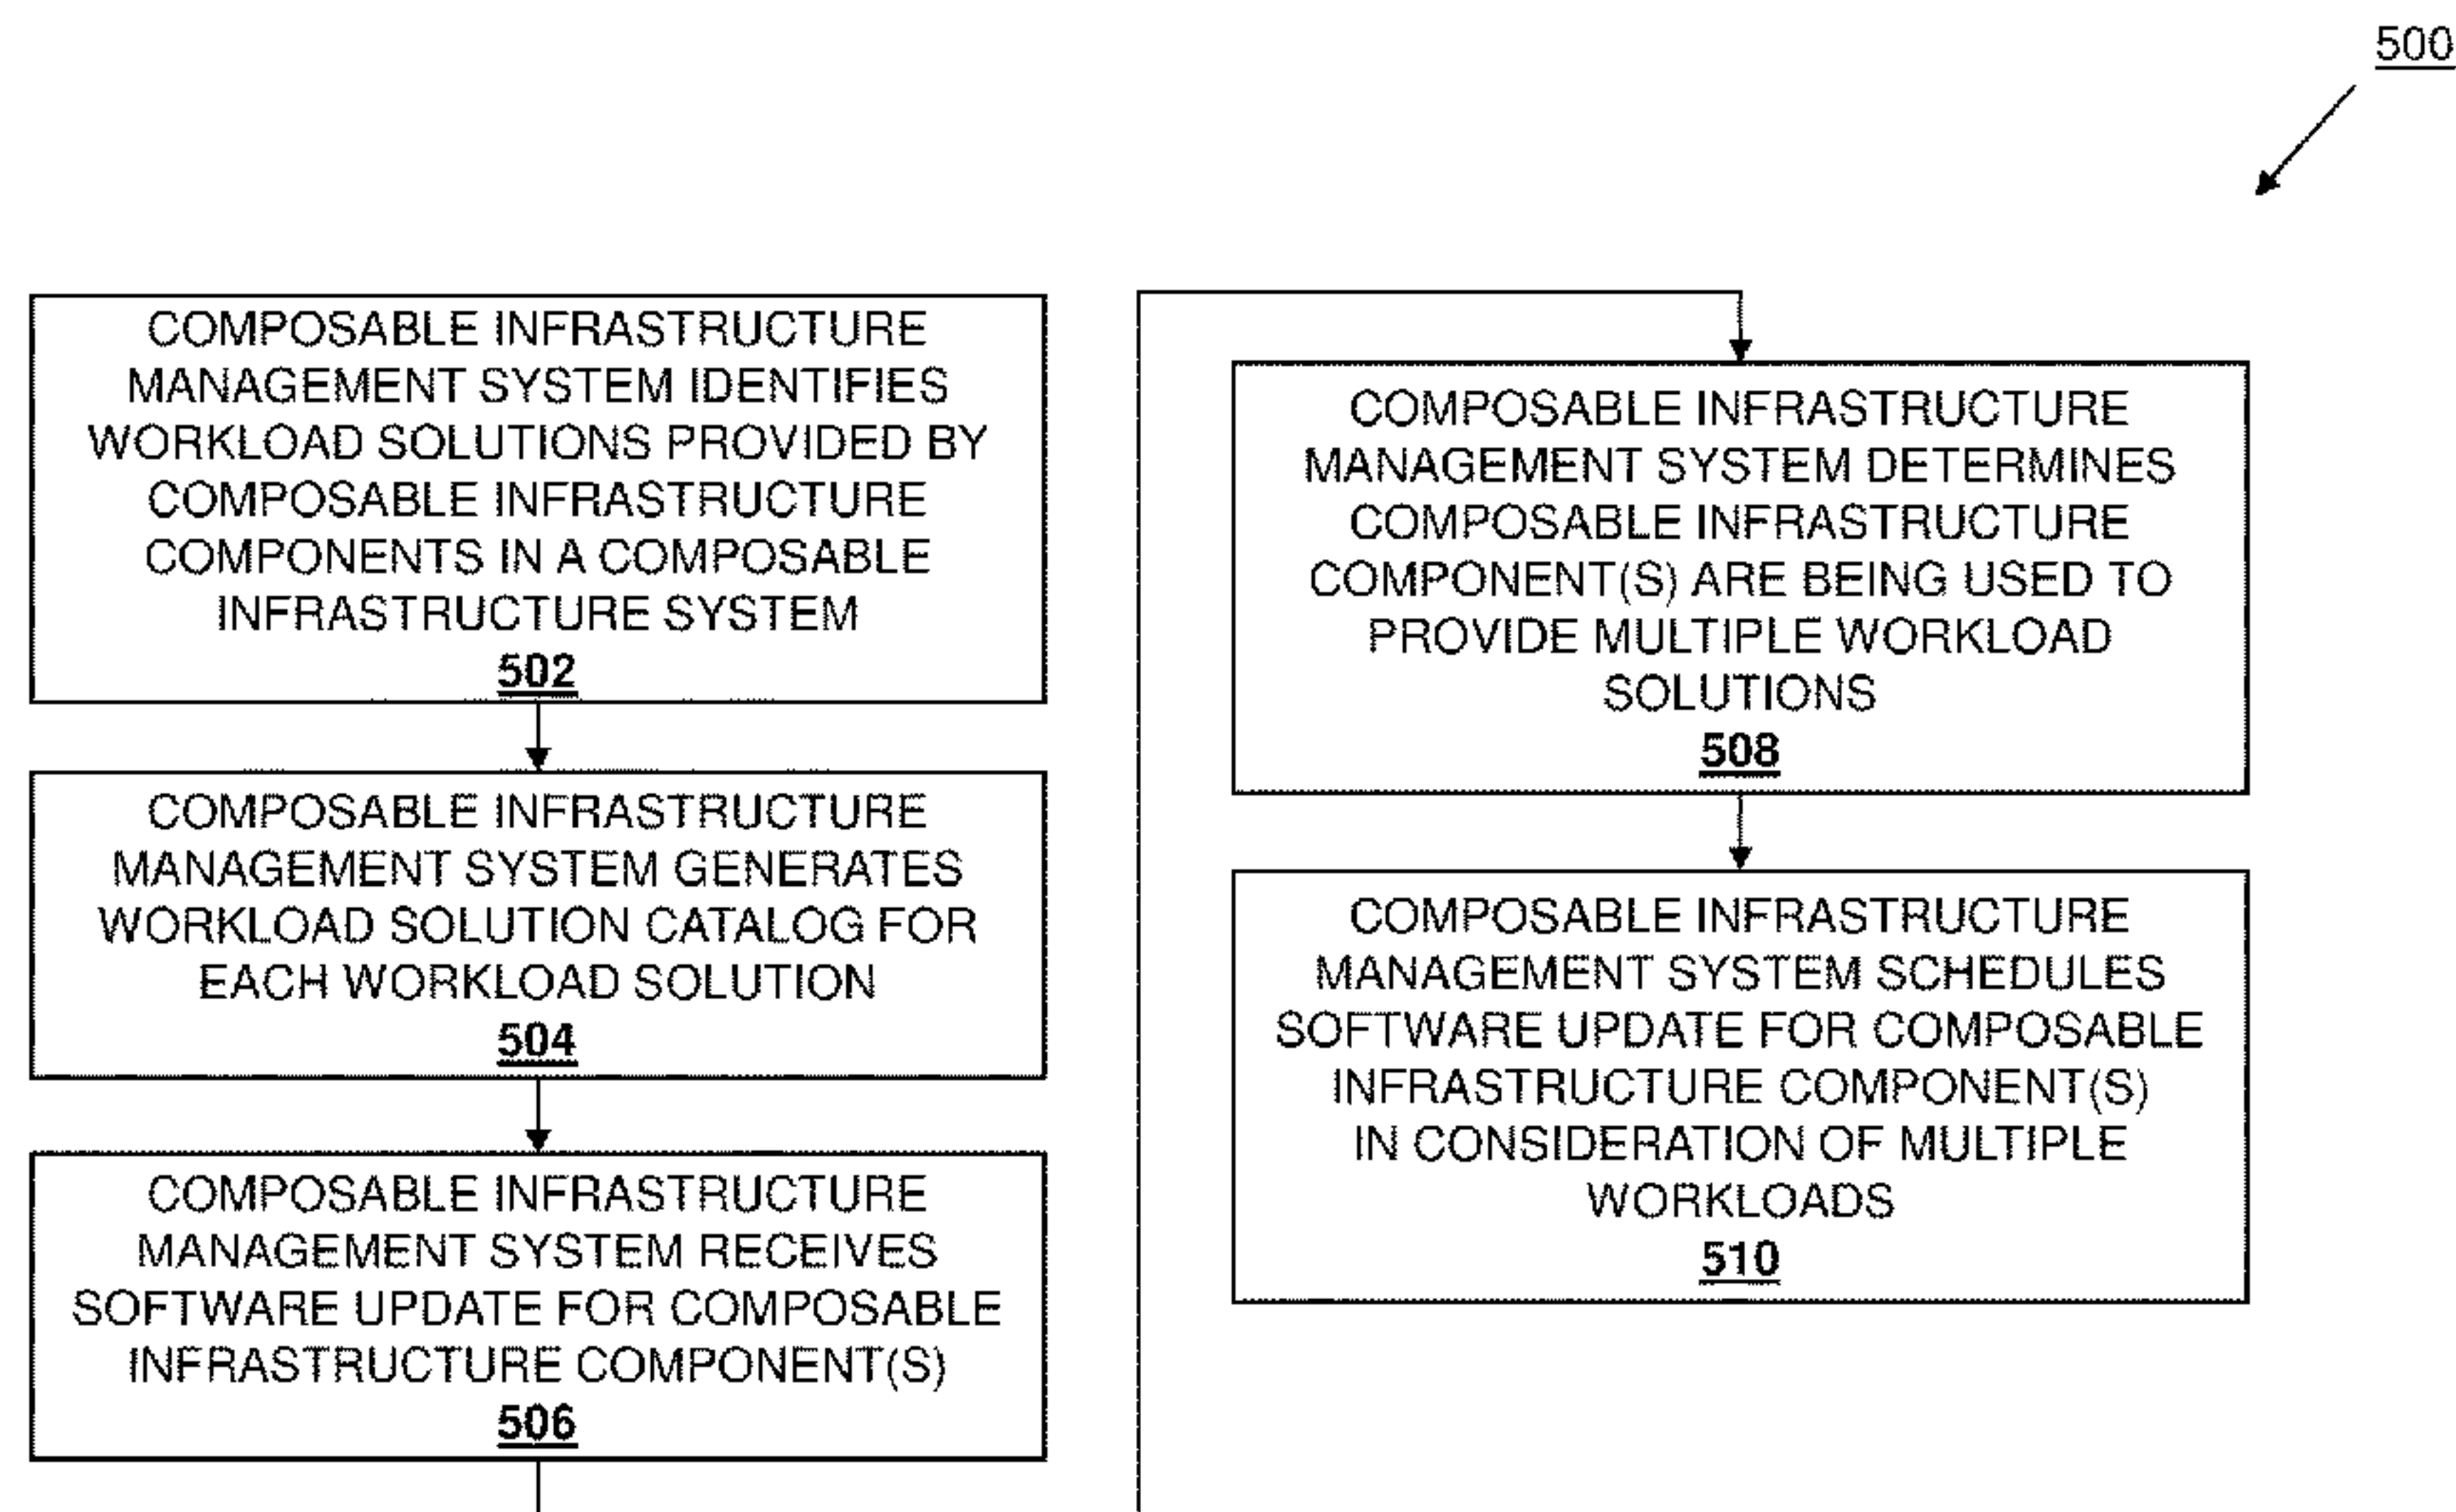 500
COMPOSABLE INFRASTRUCTURE
MANAGEMENT SYSTEM IDENTIFIES
WORKLOAD SOLUTIONS PROVIDED BY
COMPOSABLE INFRASTRUCTURE
COMPONENTS IN A COMPOSABLE
INFRASTRUCTURE SYSTEM
502
COMPOSABLE INFRASTRUCTURE
MANAGEMENT SYSTEM GENERATES
WORKLOAD SOLUTION CATALOG FOR
EACH WORKLOAD SOLUTION
504
COMPOSABLE INFRASTRUCTURE
MANAGEMENT SYSTEM RECEIVES
SOFTWARE UPDATE FOR COMPOSABLE
INFRASTRUCTURE COMPONENT(S)
506
COMPOSABLE INFRASTRUCTURE
MANAGEMENT SYSTEM DETERMINES
COMPOSABLE INFRASTRUCTURE
COMPONENT(S) ARE BEING USED TO
PROVIDE MULTIPLE WORKLOAD
SOLUTIONS
508
COMPOSABLE INFRASTRUCTURE
MANAGEMENT SYSTEM SCHEDULES
SOFTWARE UPDATE FOR COMPOSABLE
INFRASTRUCTURE COMPONENT(S)
IN CONSIDERATION OF MULTIPLE
WORKLOADS
510